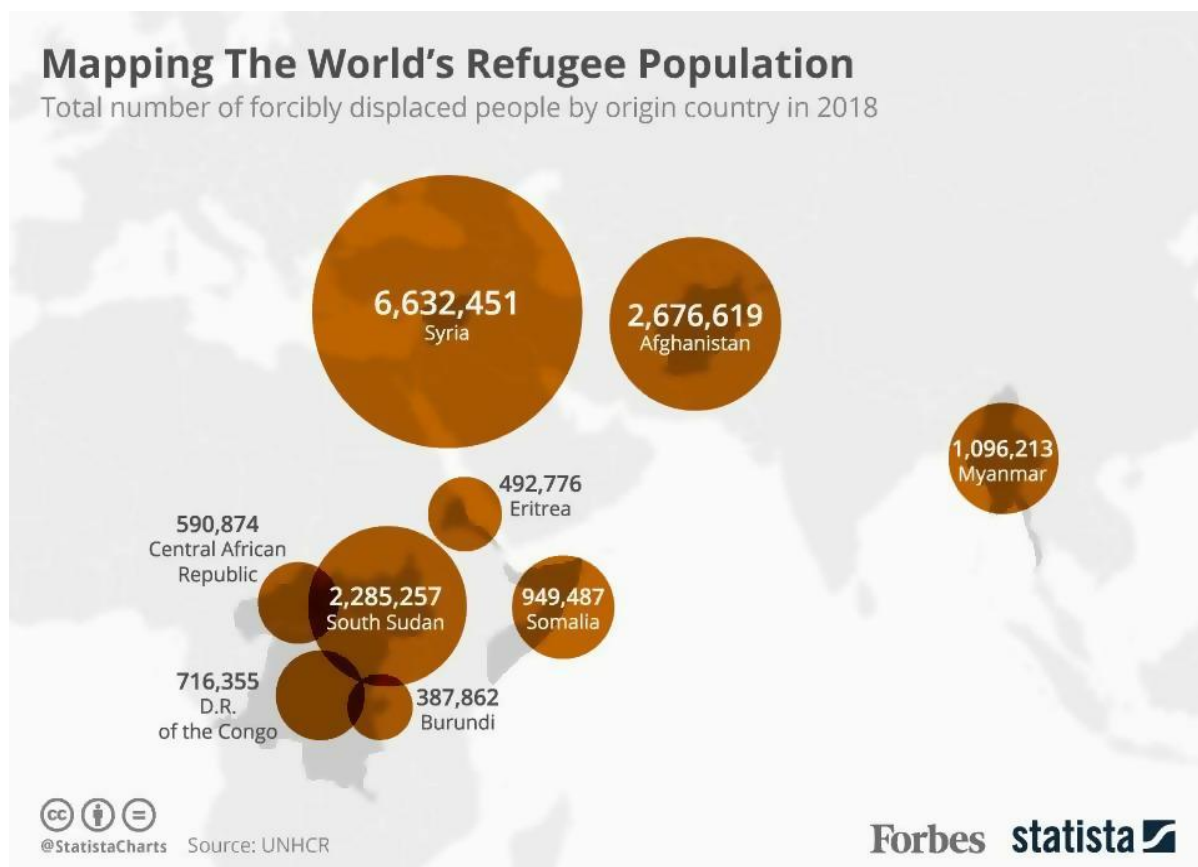 Mapping The World's Refugee Population
Total number of forcibly displaced people by origin country in 2018
6,632,451
Syria
2,676,619
Afghanistan
1,096,213
Myanmar
492,776
Eritrea
590,874
Central African
Republic
2,285,257
South Sudan
949,487
Somalia
716,355
D.R.
of the Congo
387,862
Burundi
cc
@StatistaCharts Source: UNHCR
Forbes statista